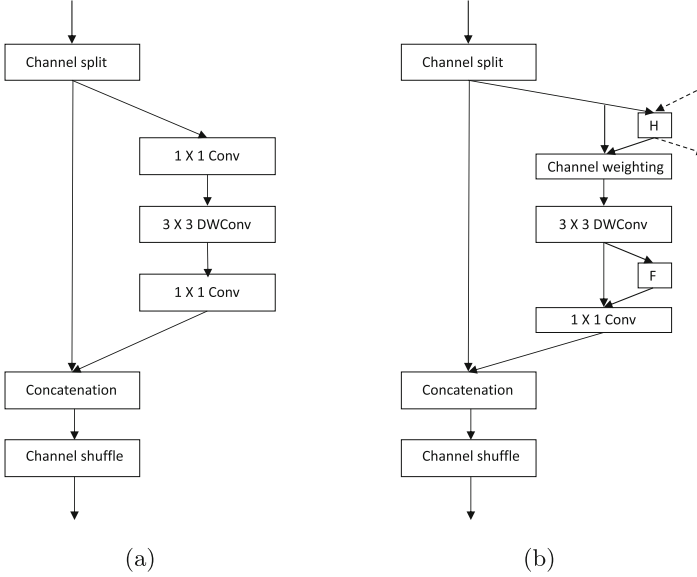 Channel split
1 X 1 Conv
3 X 3 DWConv
1 X 1 Conv
Concatenation
Channel shuffle
(a)
Channel split
H
Channel weighting
3 X 3 DWConv
F
1 X 1 Conv
Concatenation
Channel shuffle
(b)